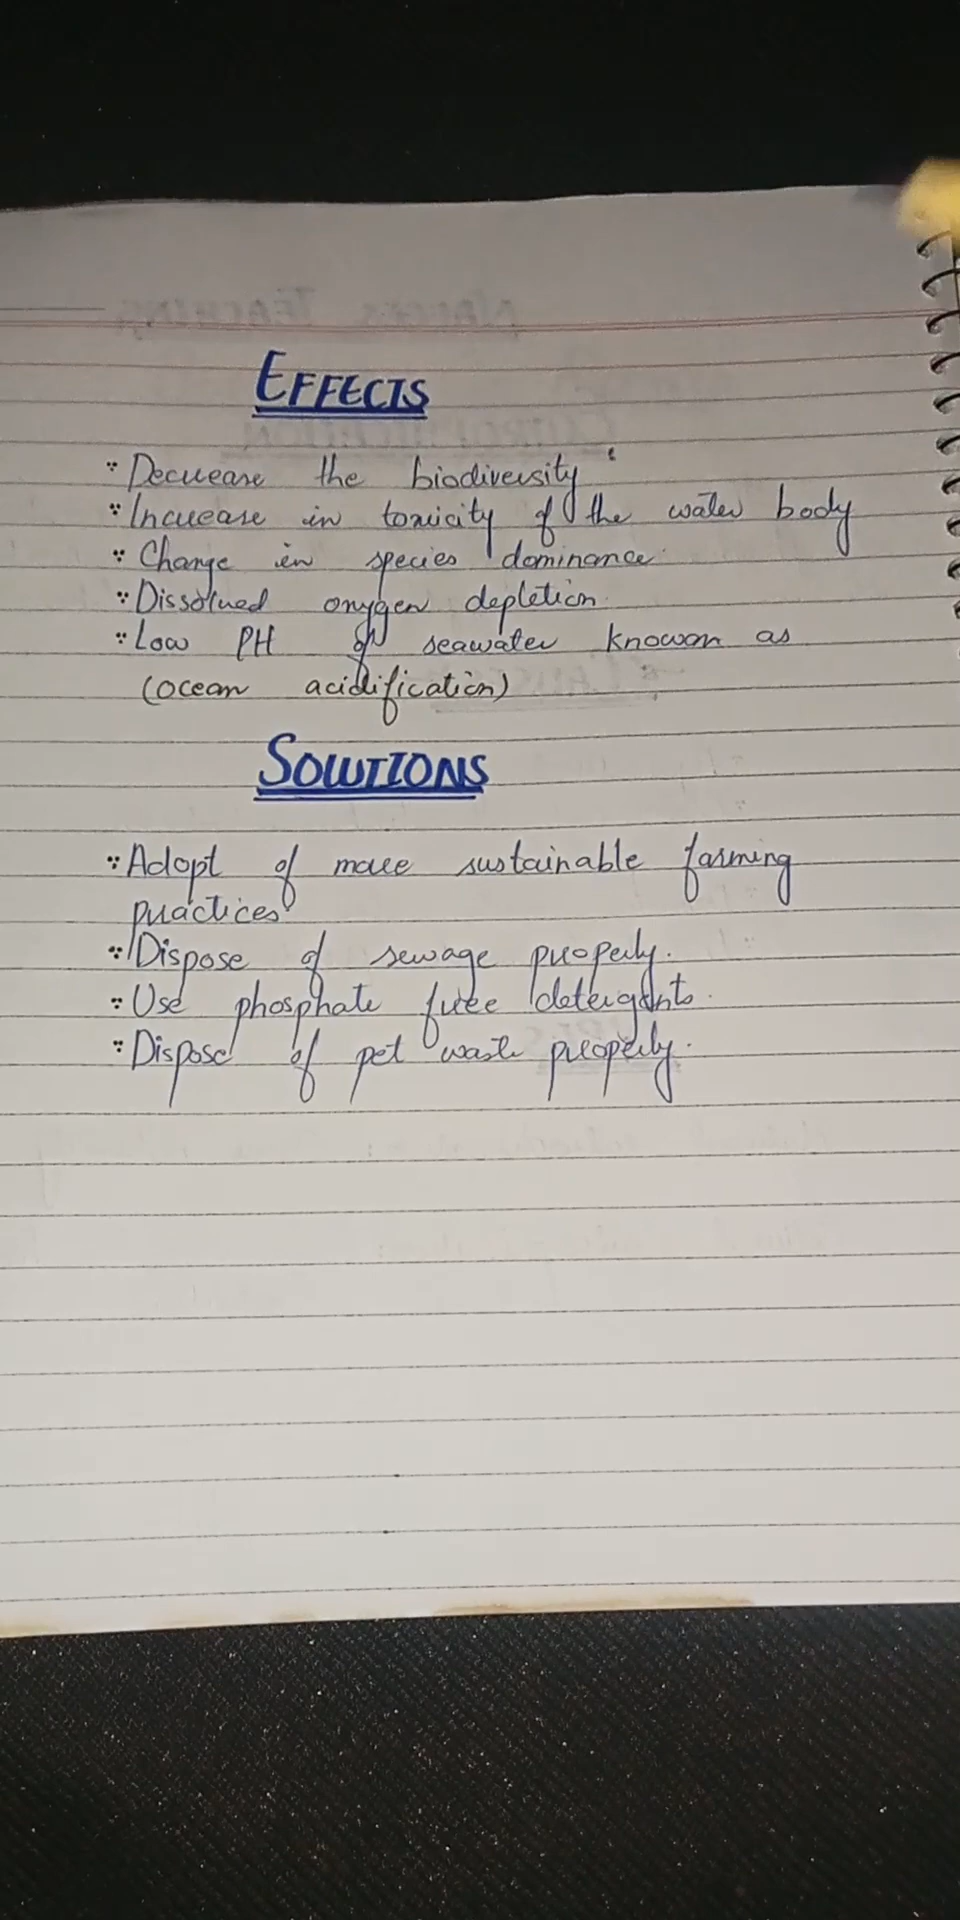 EFFECTS
Decrease the biodiversity
Increase in toxicity of the water body
Change in species dominance.
Dissolved oxygen depletion.
Low PH of seawater knowon as
(ocean acidification)
SOLUTIONS
Adopt of more sustainable farming
practices
Dispose of sewage properly.
Use phosphate free detergents.
Dispose of pet waste properly.